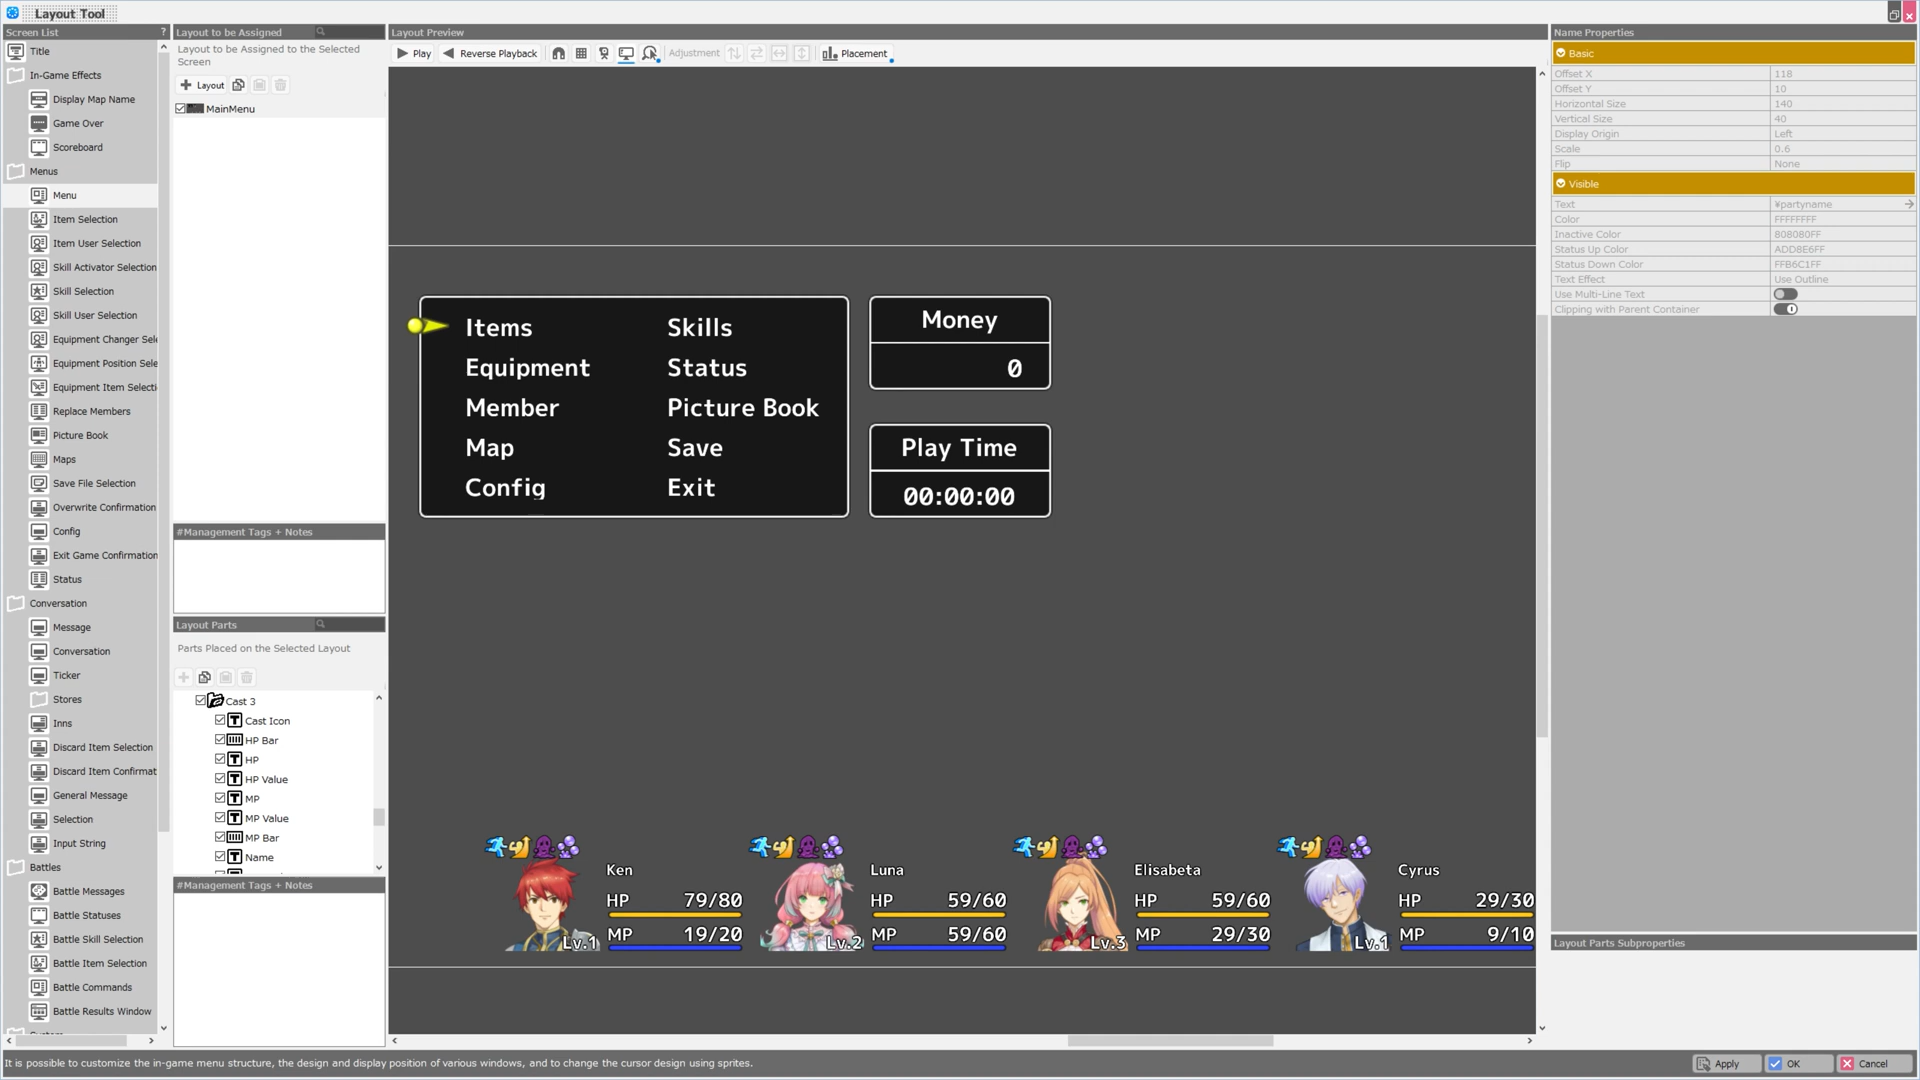 Layout Tool
Screen List
?
Title
In-Game Effects
Display Map Name
Game Over
Scoreboard
Menus
Menu
Item Selection
Item User Selection
Skill Activator Selection
Skill Selection
Skill User Selection
Equipment Changer Sele
Equipment Position Sele
Equipment Item Selecti
Replace Members
Picture Book
Maps
Save File Selection
Overwrite Confirmation
Config
Exit Game Confirmation
Status
Conversation
Message
Conversation
Ticker
Stores
Inns
Discard Item Selection
Discard Item Confirmat
General Message
Selection
Input String
Battles
Battle Messages
Battle Statuses
Battle Skill Selection
Battle Item Selection
Battle Commands
Battle Results Window
Layout to be Assigned
Layout to be Assigned to the Selected
Screen
Layout
MainMenu
#Management Tags + Notes
Layout Parts
Parts Placed on the Selected Layout
Cast 3
Cast Icon
HP Bar
HP
HP Value
MP
MP Value
MP Bar
Name
#Management Tags + Notes
Layout Preview
Play
Reverse Playback
Adjustment
Placement
Items
Skills
Equipment
Status
Member
Picture Book
Map
Save
Config
Exit
Money
0
Play Time
00:00:00
Ken
HP 79/80
MP 19/20
Lv.1
Luna
HP 59/60
MP 59/60
Lv.2
Elisabeta
HP 59/60
MP 29/30
Lv.3
Cyrus
HP 29/30
MP 9/10
Lv.1
Name Properties
Basic
Offset X 118
Offset Y 10
Horizontal Size 140
Vertical Size 40
Display Origin Left
Scale 0.6
Flip None
Visible
Text ¥partyname
Color FFFFFFFF
Inactive Color 808080FF
Status Up Color ADD8E6FF
Status Down Color FFB6C1FF
Text Effect Use Outline
Use Multi-Line Text
Clipping with Parent Container
Layout Parts Subproperties
It is possible to customize the in-game menu structure, the design and display position of various windows, and to change the cursor design using sprites.
Apply
OK
Cancel